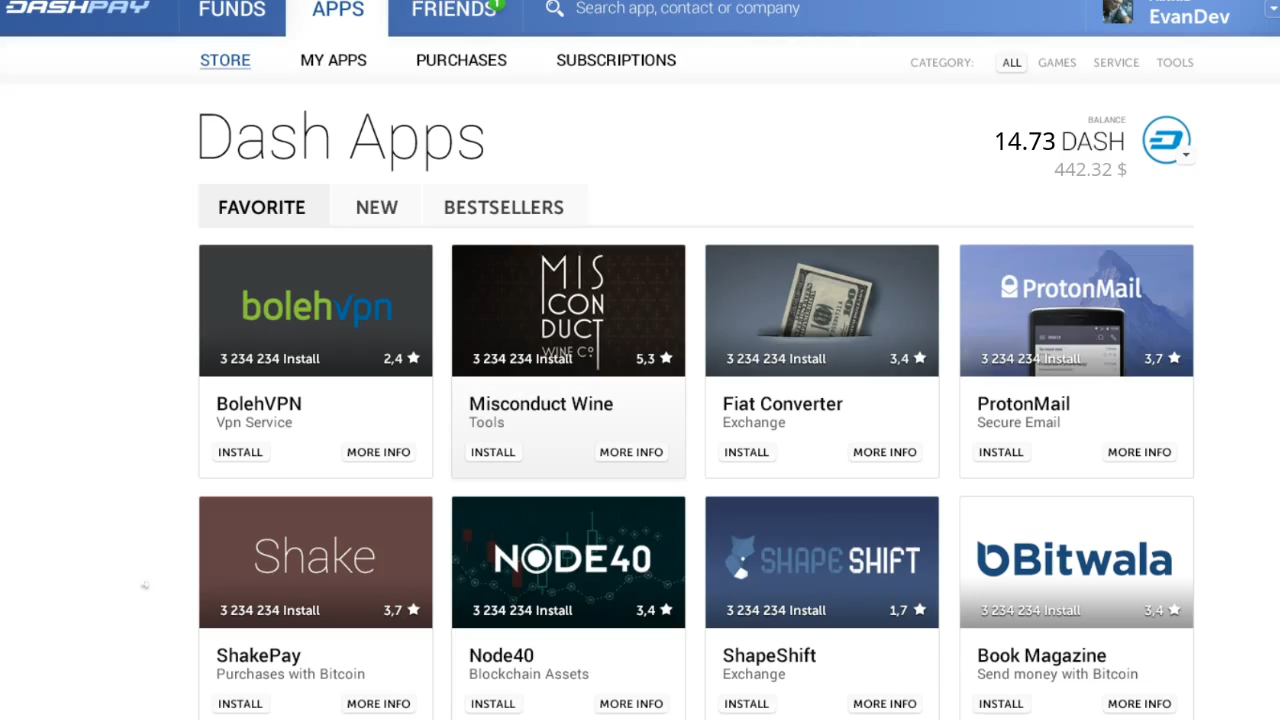 DASHPAY
FUNDS
APPS
FRIENDS 1
Search app, contact or company
EvanDev
STORE
MY APPS
PURCHASES
SUBSCRIPTIONS
CATEGORY:
ALL
GAMES
SERVICE
TOOLS
Dash Apps
BALANCE
14.73 DASH
442.32 $
FAVORITE
NEW
BESTSELLERS
bolehvpn
3 234 234 Install
2,4
BolehVPN
Vpn Service
INSTALL
MORE INFO
MIS
CON
DUCT
WINE CO
3 234 234 Install
5,3
Misconduct Wine
Tools
INSTALL
MORE INFO
3 234 234 Install
3,4
Fiat Converter
Exchange
INSTALL
MORE INFO
ProtonMail
3 234 234 Install
3,7
ProtonMail
Secure Email
INSTALL
MORE INFO
Shake
3 234 234 Install
3,7
ShakePay
Purchases with Bitcoin
INSTALL
MORE INFO
NODE40
3 234 234 Install
3,4
Node40
Blockchain Assets
INSTALL
MORE INFO
SHAPESHIFT
3 234 234 Install
1,7
ShapeShift
Exchange
INSTALL
MORE INFO
Bitwala
3 234 234 Install
3,4
Book Magazine
Send money with Bitcoin
INSTALL
MORE INFO